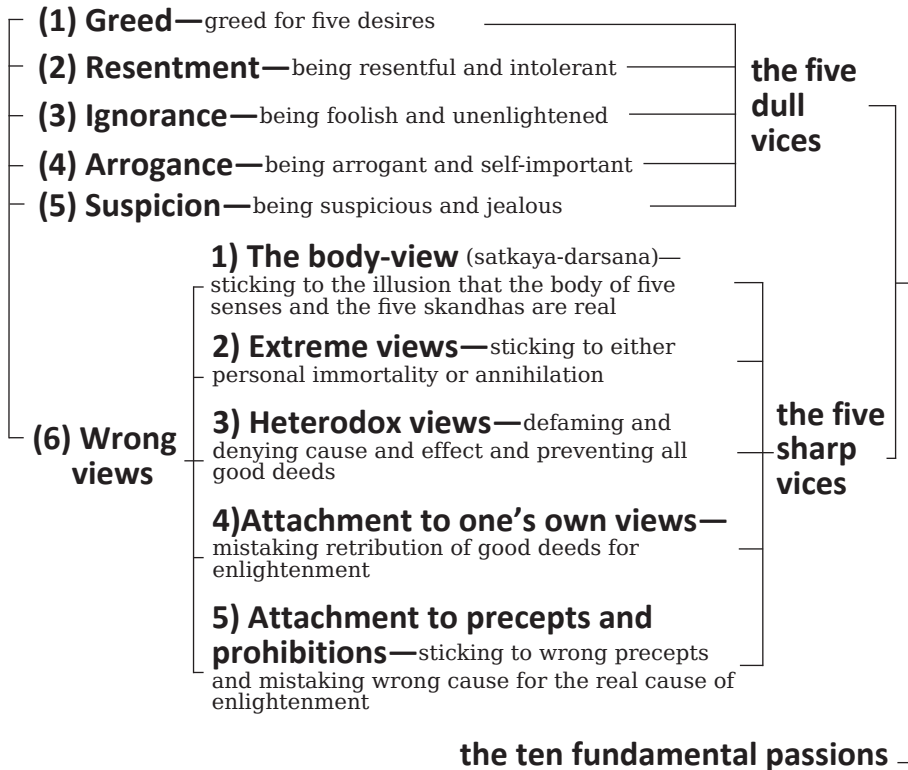 (1) Greed—greed for five desires
(2) Resentment—being resentful and intolerant
(3) Ignorance—being foolish and unenlightened
(4) Arrogance—being arrogant and self-important
(5) Suspicion—being suspicious and jealous
the five
dull
vices
(6) Wrong
views
1) The body-view (satkaya-darsana)—
sticking to the illusion that the body of five
senses and the five skandhas are real
2) Extreme views—sticking to either
personal immortality or annihilation
3) Heterodox views—defaming and
denying cause and effect and preventing all
good deeds
4)Attachment to one’s own views—
mistaking retribution of good deeds for
enlightenment
5) Attachment to precepts and
prohibitions—sticking to wrong precepts
and mistaking wrong cause for the real cause of
enlightenment
the five
sharp
vices
the ten fundamental passions